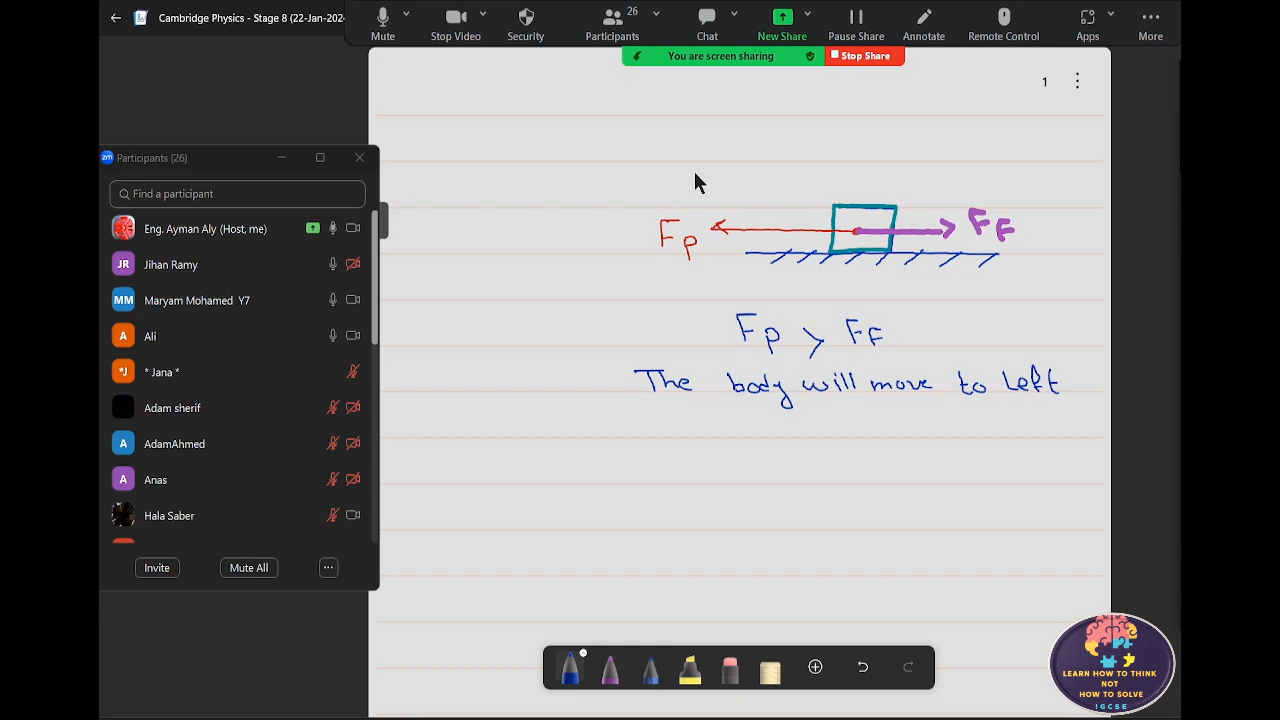 Cambridge Physics - Stage 8 (22-Jan-202
26
Mute
Stop Video
Security
Participants
Chat
New Share
Pause Share
Annotate
Remote Control
Apps
More
You are screen sharing
Stop Share
1
zm Participants (26)
Find a participant
Eng. Ayman Aly (Host, me)
JR Jihan Ramy
MM Maryam Mohamed Y7
A Ali
*J * Jana *
Adam sherif
A AdamAhmed
A Anas
Hala Saber
Invite
Mute All
...
Fp FF
Fp > FF
The body will move to Left
LEARN HOW TO THINK
NOT
HOW TO SOLVE
IGCSE